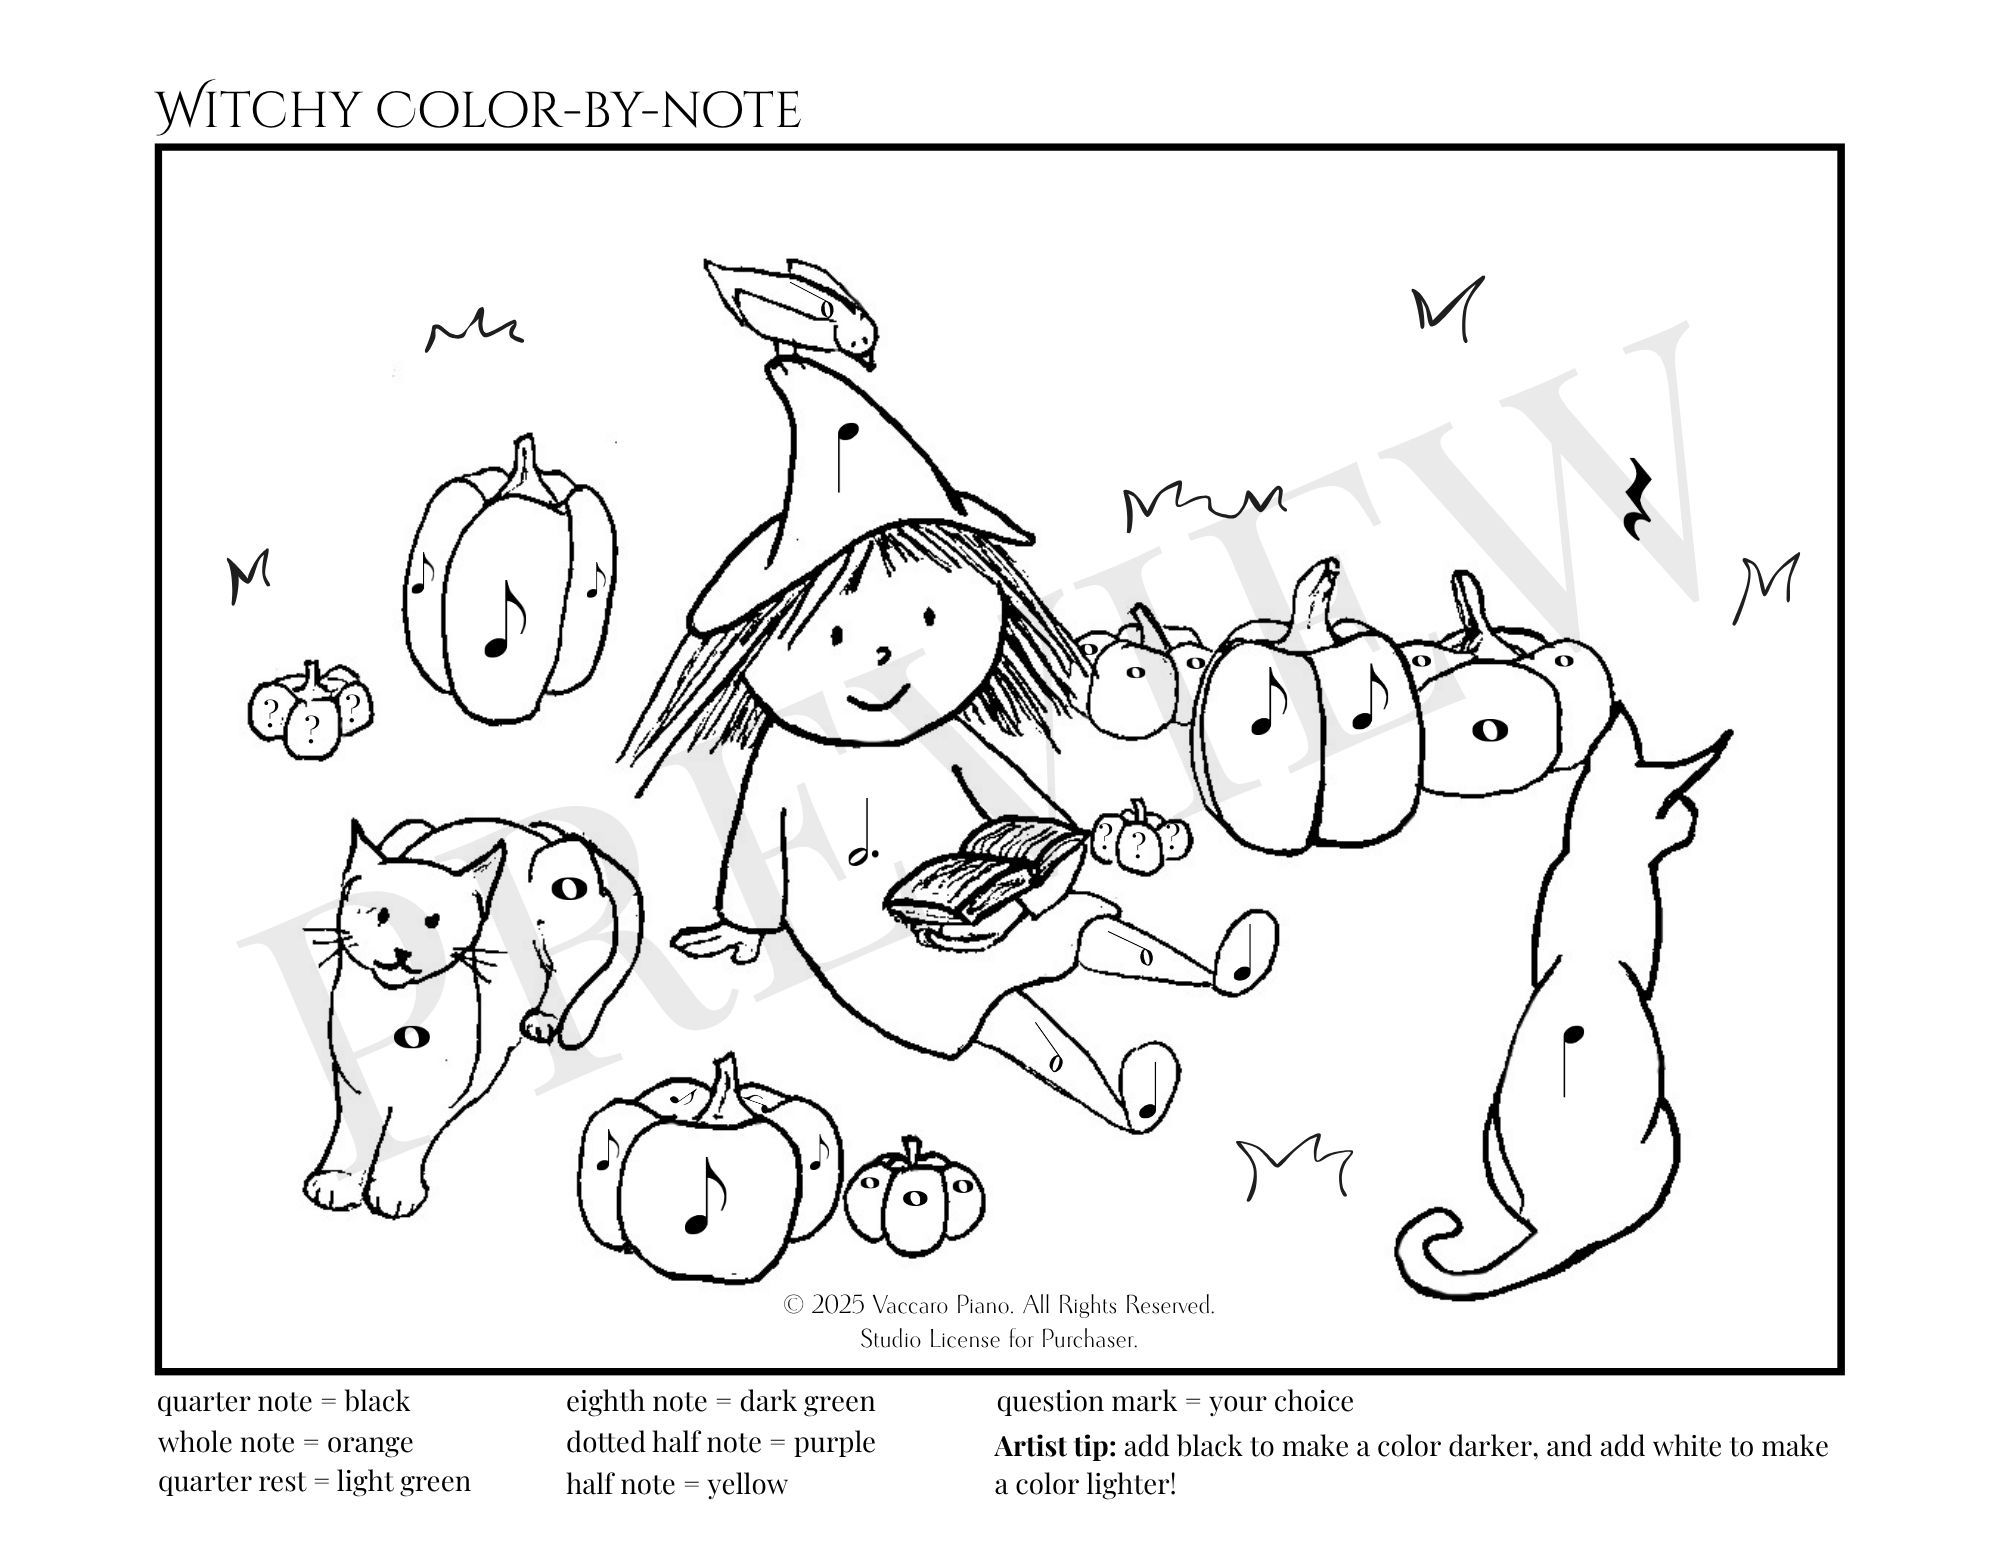 Witchy Color-by-Note
PREVIEW
? ? ?
? ? ?
© 2025 Vaccaro Piano. All Rights Reserved.
Studio License for Purchaser.
quarter note = black
whole note = orange
quarter rest = light green
eighth note = dark green
dotted half note = purple
half note = yellow
question mark = your choice
Artist tip: add black to make a color darker, and add white to make
a color lighter!